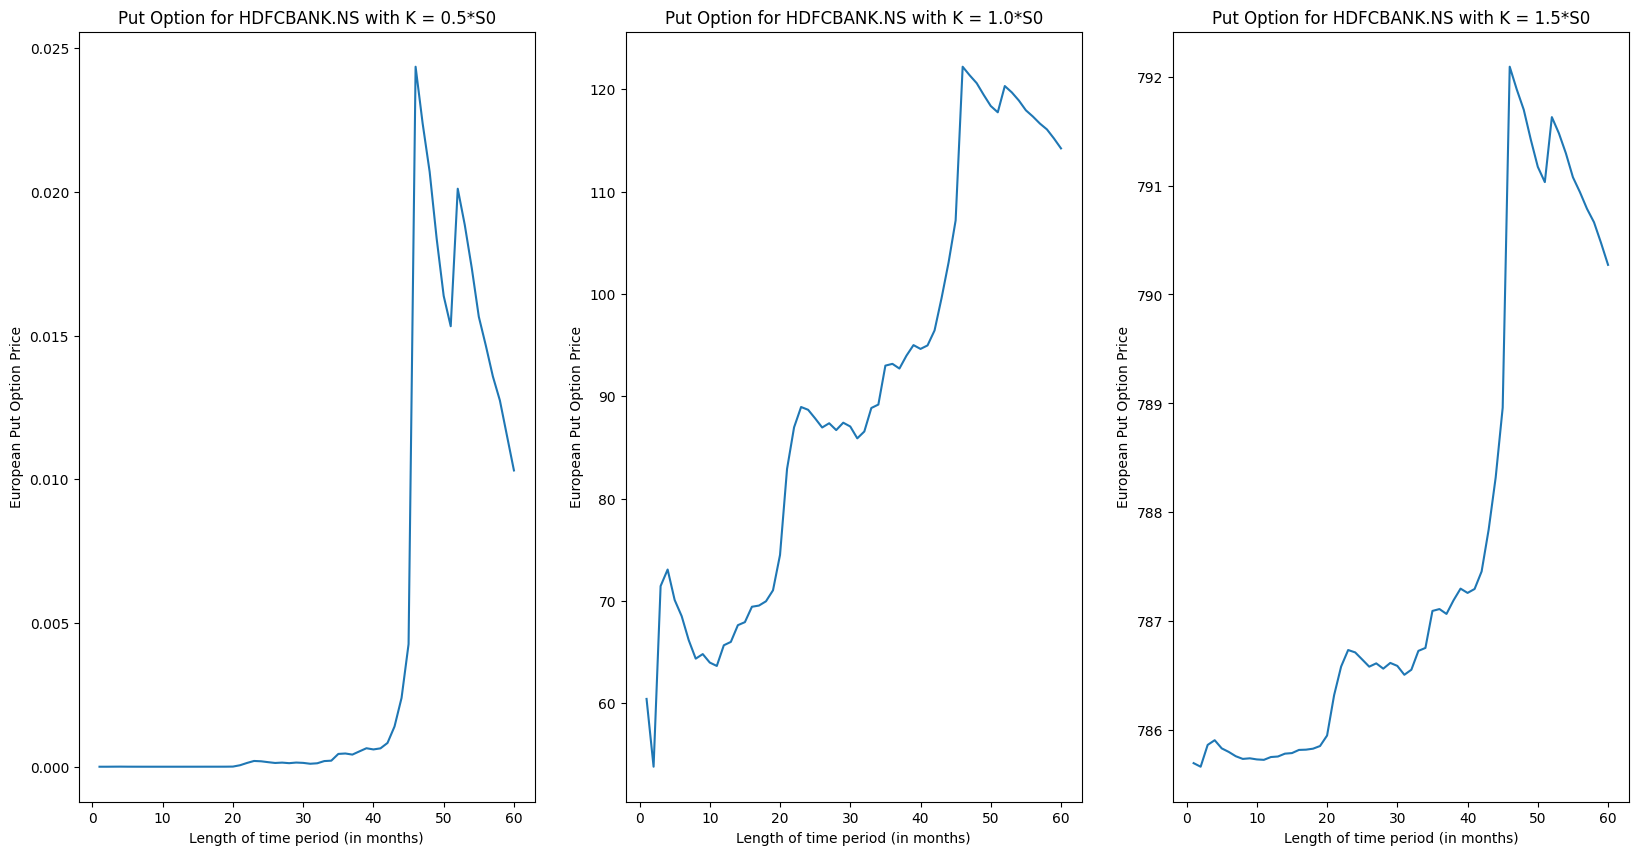 Put Option for HDFCBANK.NS with K = 0.5*S0
0.025
0.020
0.015
0.010
0.005
0.000
European Put Option Price
0 10 20 30 40 50 60
Length of time period (in months)
Put Option for HDFCBANK.NS with K = 1.0*S0
120
110
100
90
80
70
60
European Put Option Price
0 10 20 30 40 50 60
Length of time period (in months)
Put Option for HDFCBANK.NS with K = 1.5*S0
792
791
790
789
788
787
786
European Put Option Price
0 10 20 30 40 50 60
Length of time period (in months)